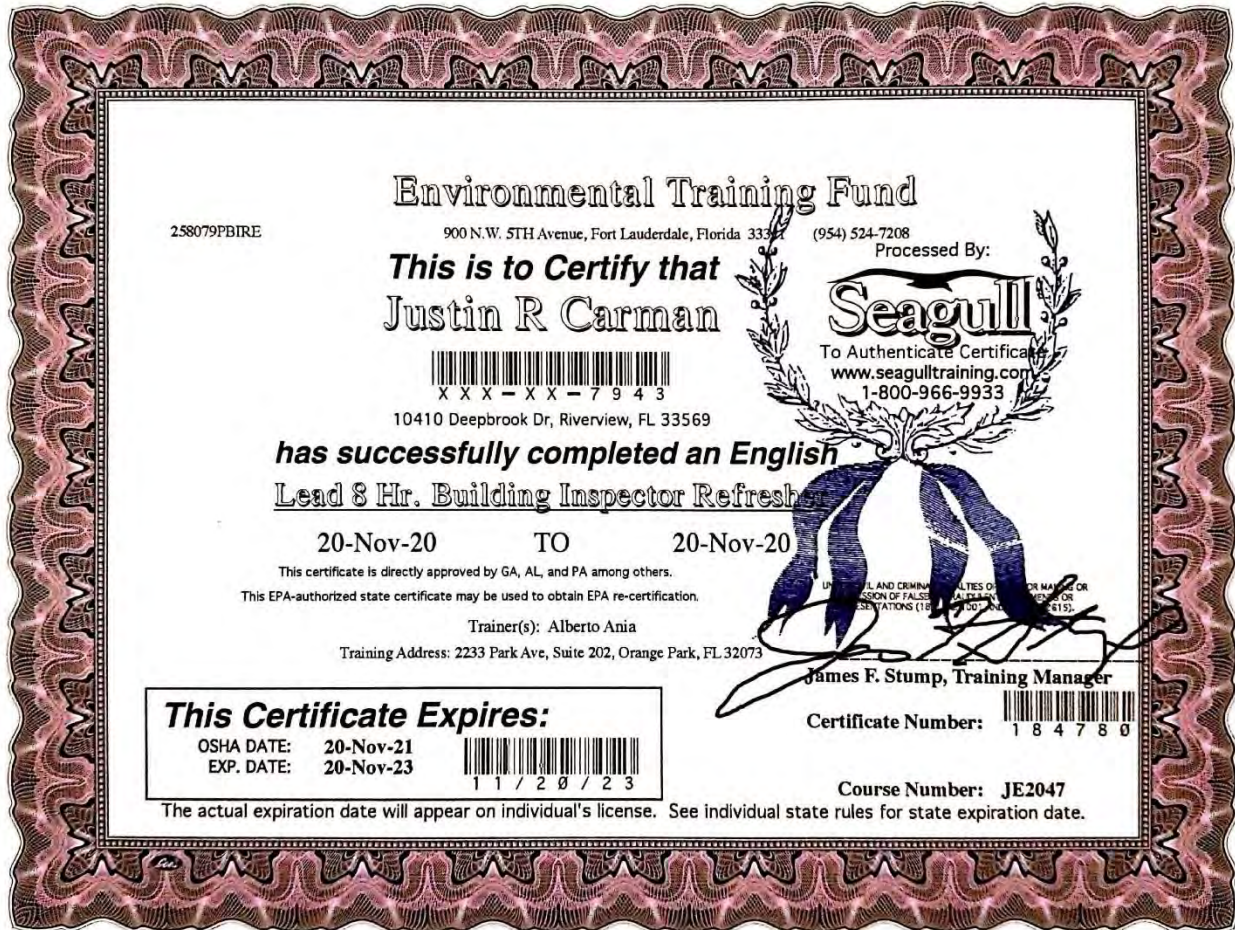 Environmental Training Fund
258079PBIRE
900 N.W. 5TH Avenue, Fort Lauderdale, Florida (954) 524-7208
This is to Certify that
Processed By:
Justin R Carman
Seagull
XXX-XX-7943
To Authenticate Certificate
www.seagulltraining.com
1-800-966-9933
10410 Deepbrook Dr, Riverview, FL 33569
has successfully completed an English
Lead 8 Hr. Building Inspector Refresher
20-Nov-20 TO 20-Nov-20
This certificate is directly approved by GA, AL, and PA among others.
This EPA-authorized state certificate may be used to obtain EPA re-certification.
AND CRIMINAL OR MAKING OR
OF OR
Trainer(s): Alberto Ania
Training Address: 2233 Park Ave, Suite 202, Orange Park, FL 32073
James F. Stump, Training Manager
Certificate Number: 184780
This Certificate Expires:
OSHA DATE: 20-Nov-21
EXP. DATE: 20-Nov-23
11/20/23
Course Number: JE2047
The actual expiration date will appear on individual's license. See individual state rules for state expiration date.